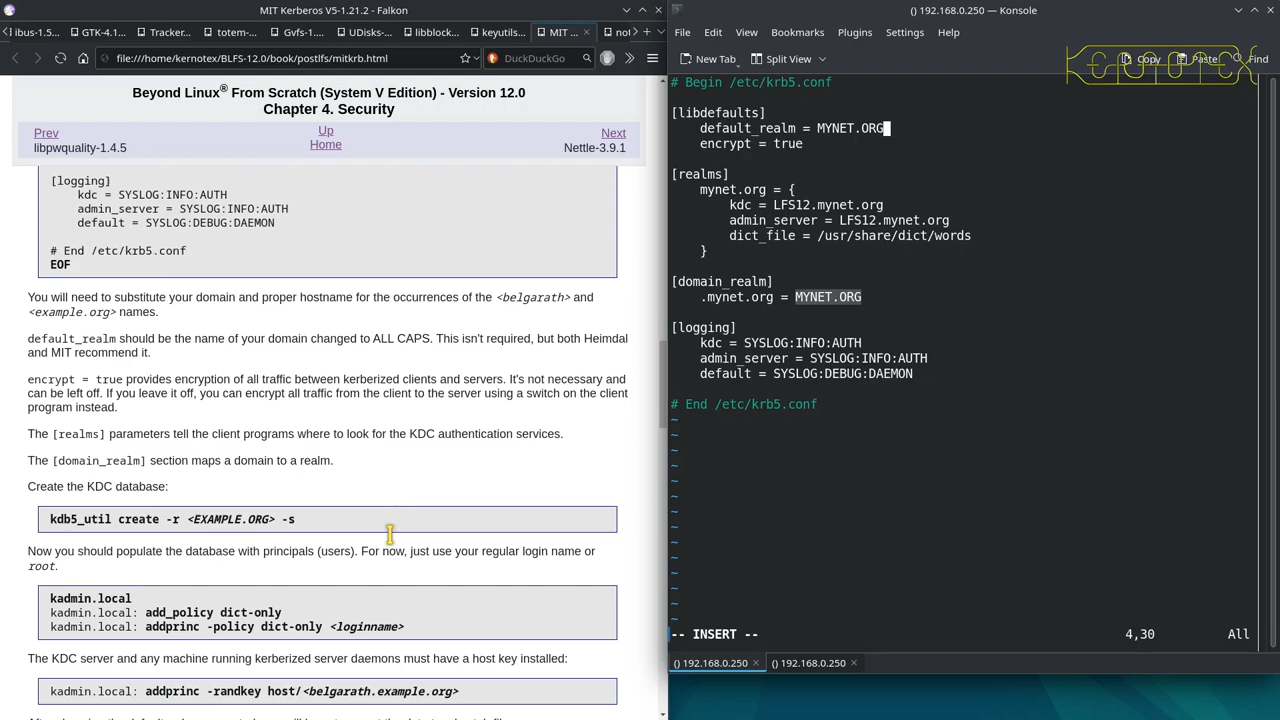 MIT Kerberos V5-1.21.2 — Falkon
ibus-1.5...
GTK-4.1...
Tracker...
totem-...
Gvfs-1....
UDisks-...
libblock...
keyutils...
MIT ...
file:///home/kernotex/BLFS-12.0/book/postlfs/mitkrb.html
DuckDuckGo
Beyond Linux® From Scratch (System V Edition) - Version 12.0
Chapter 4. Security
Prev
Up
Next
libpwquality-1.4.5
Home
Nettle-3.9.1
[logging]
kdc = SYSLOG:INFO:AUTH
admin_server = SYSLOG:INFO:AUTH
default = SYSLOG:DEBUG:DAEMON
# End /etc/krb5.conf
EOF
You will need to substitute your domain and proper hostname for the occurrences of the <belgarath> and
<example.org> names.
default_realm should be the name of your domain changed to ALL CAPS. This isn't required, but both Heimdal
and MIT recommend it.
encrypt = true provides encryption of all traffic between kerberized clients and servers. It's not necessary and
can be left off. If you leave it off, you can encrypt all traffic from the client to the server using a switch on the client
program instead.
The [realms] parameters tell the client programs where to look for the KDC authentication services.
The [domain_realm] section maps a domain to a realm.
Create the KDC database:
kdb5_util create -r <EXAMPLE.ORG> -s
Now you should populate the database with principals (users). For now, just use your regular login name or
root.
kadmin.local
kadmin.local: add_policy dict-only
kadmin.local: addprinc -policy dict-only <loginname>
The KDC server and any machine running kerberized server daemons must have a host key installed:
kadmin.local: addprinc -randkey host/<belgarath.example.org>
() 192.168.0.250 — Konsole
File Edit View Bookmarks Plugins Settings Help
New Tab
Split View
Copy
Paste
Find
Kernotex
# Begin /etc/krb5.conf
[libdefaults]
default_realm = MYNET.ORG
encrypt = true
[realms]
mynet.org = {
kdc = LFS12.mynet.org
admin_server = LFS12.mynet.org
dict_file = /usr/share/dict/words
}
[domain_realm]
.mynet.org = MYNET.ORG
[logging]
kdc = SYSLOG:INFO:AUTH
admin_server = SYSLOG:INFO:AUTH
default = SYSLOG:DEBUG:DAEMON
# End /etc/krb5.conf
~
~
~
~
~
~
~
~
~
~
~
~
~
-- INSERT --
4,30
All
() 192.168.0.250
() 192.168.0.250